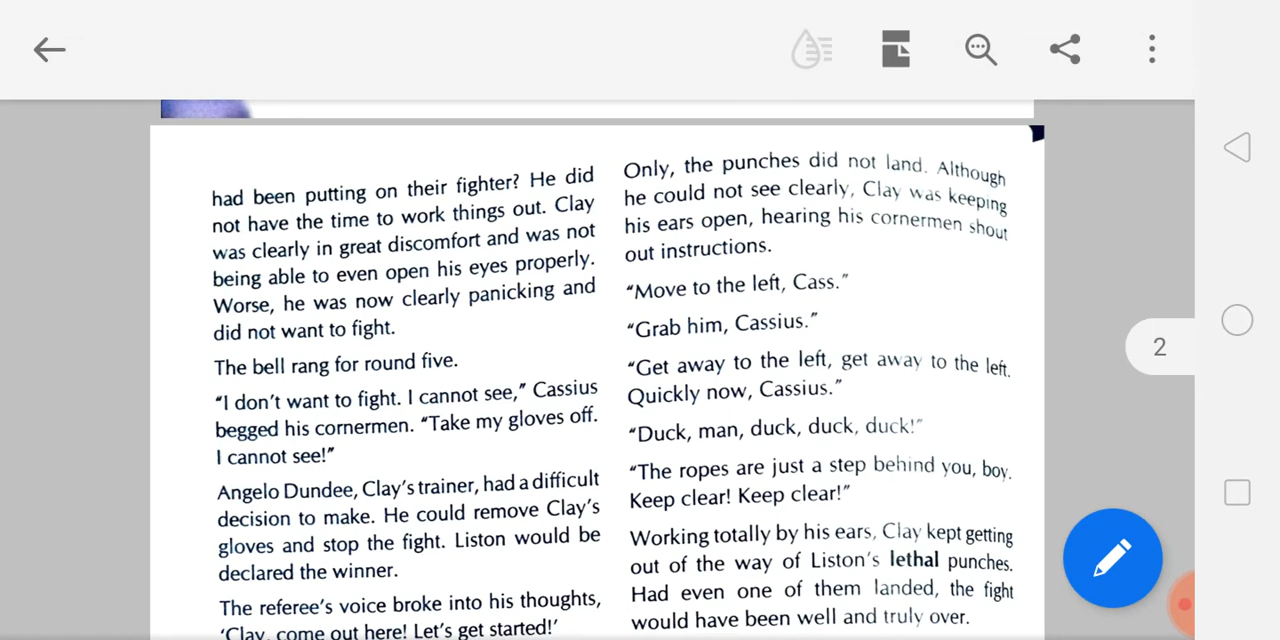 had been putting on their fighter? He did
not have the time to work things out. Clay
was clearly in great discomfort and was not
being able to even open his eyes properly.
Worse, he was now clearly panicking and
did not want to fight.
The bell rang for round five.
“I don’t want to fight. I cannot see,” Cassius
begged his cornermen. “Take my gloves off.
I cannot see!”
Angelo Dundee, Clay’s trainer, had a difficult
decision to make. He could remove Clay’s
gloves and stop the fight. Liston would be
declared the winner.
The referee’s voice broke into his thoughts,
‘Clay, come out here! Let’s get started!’
Only, the punches did not land. Although
he could not see clearly, Clay was keeping
his ears open, hearing his cornermen shout
out instructions.
“Move to the left, Cass.”
“Grab him, Cassius.”
“Get away to the left, get away to the left.
Quickly now, Cassius.”
“Duck, man, duck, duck, duck!”
“The ropes are just a step behind you, boy.
Keep clear! Keep clear!”
Working totally by his ears, Clay kept getting
out of the way of Liston’s lethal punches.
Had even one of them landed, the fight
would have been well and truly over.
2